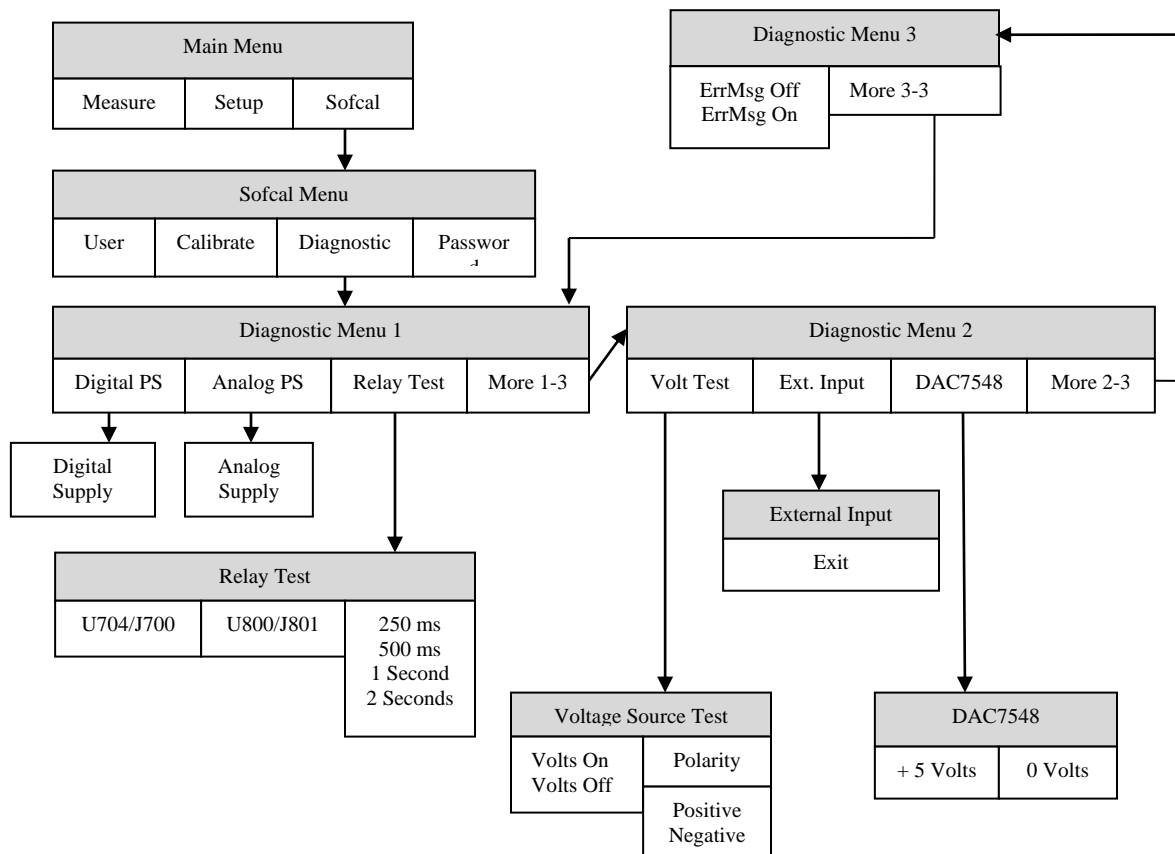 Main Menu
Measure
Setup
Sofcal
Diagnostic Menu 3
ErrMsg Off
ErrMsg On
More 3-3
Sofcal Menu
User
Calibrate
Diagnostic
Passwor
d
Diagnostic Menu 1
Digital PS
Analog PS
Relay Test
More 1-3
Diagnostic Menu 2
Volt Test
Ext. Input
DAC7548
More 2-3
Digital
Supply
Analog
Supply
External Input
Exit
Relay Test
U704/J700
U800/J801
250 ms
500 ms
1 Second
2 Seconds
Voltage Source Test
Volts On
Volts Off
Polarity
Positive
Negative
DAC7548
+ 5 Volts
0 Volts